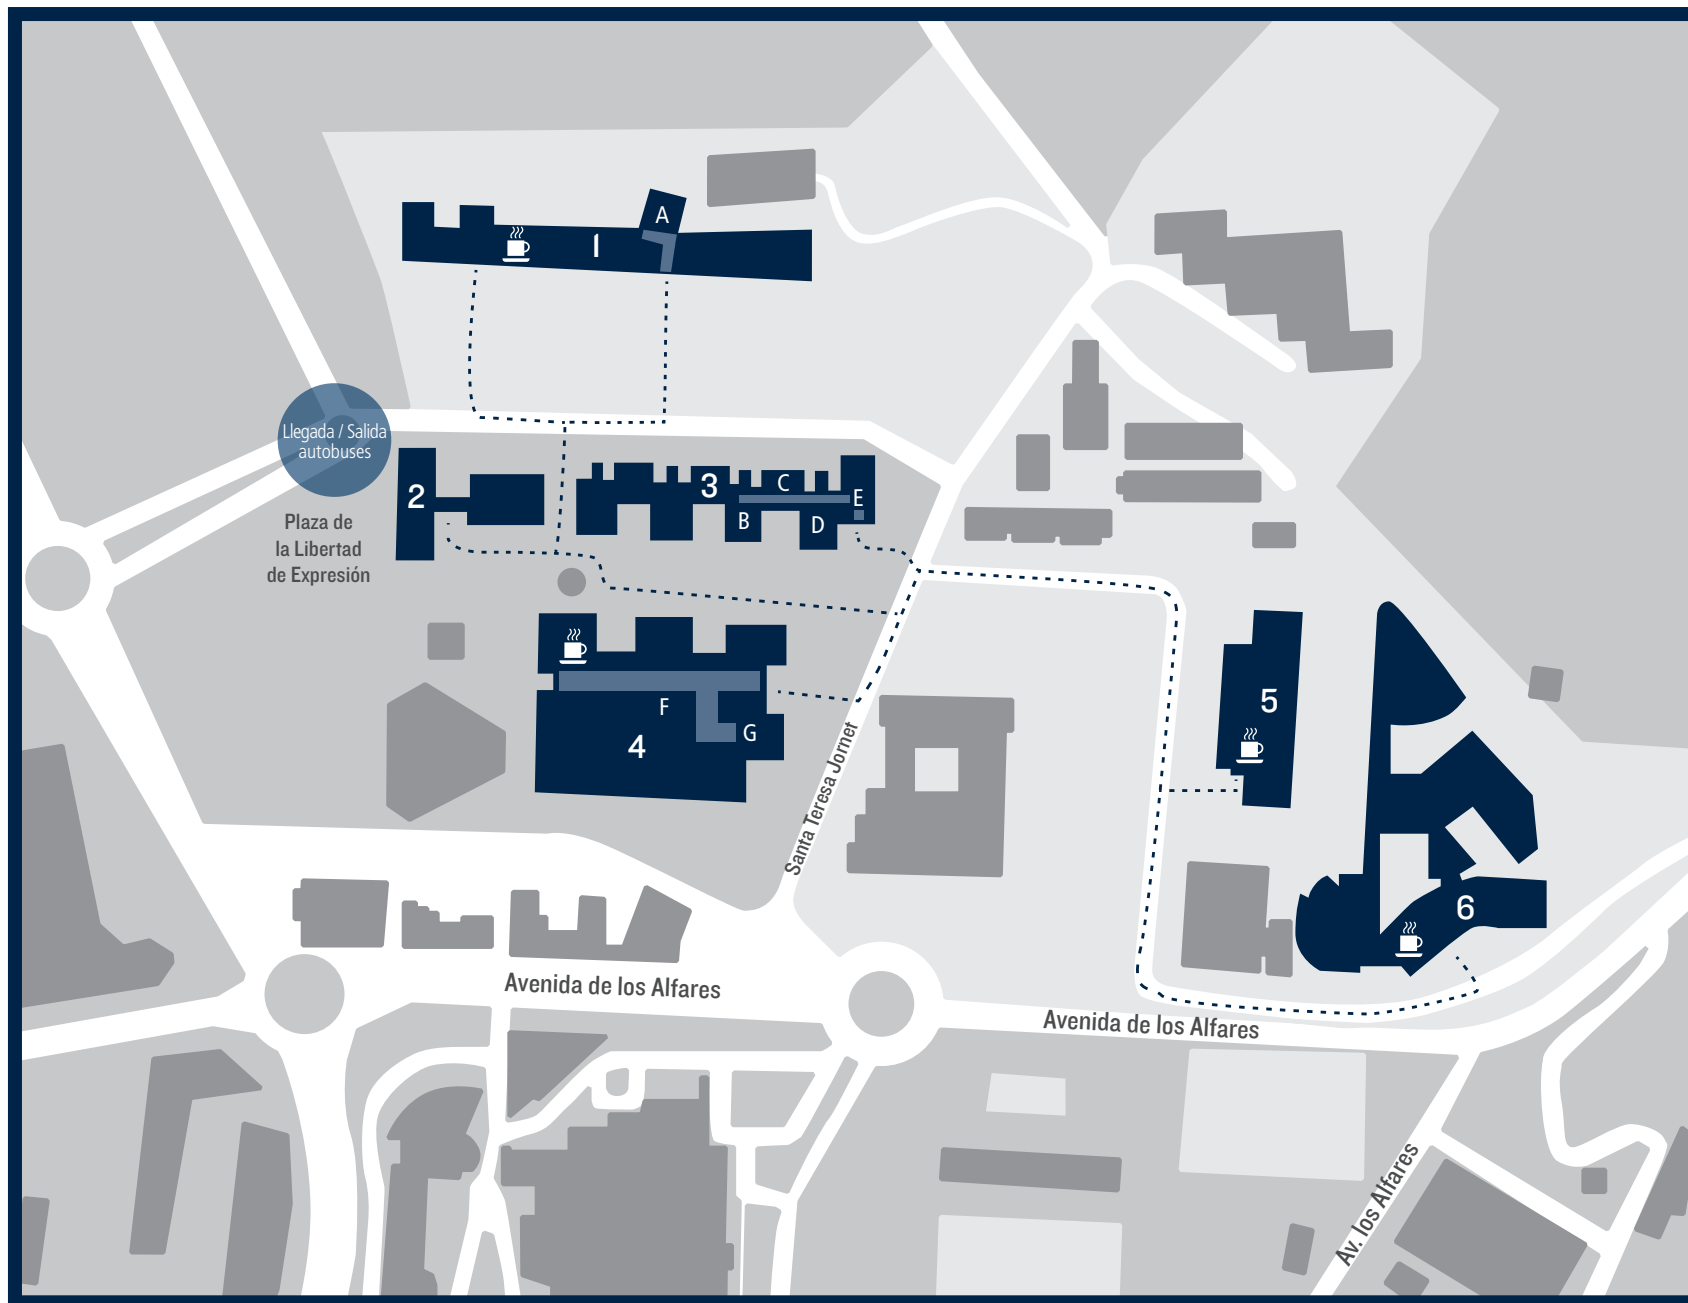 A
1
Llegada / Salida
autobuses
2
3
C
E
B
D
Plaza de
la Libertad
de Expresión
F
G
4
5
6
Santa Teresa Jornet
Avenida de los Alfares
Avenida de los Alfares
Av. los Alfares